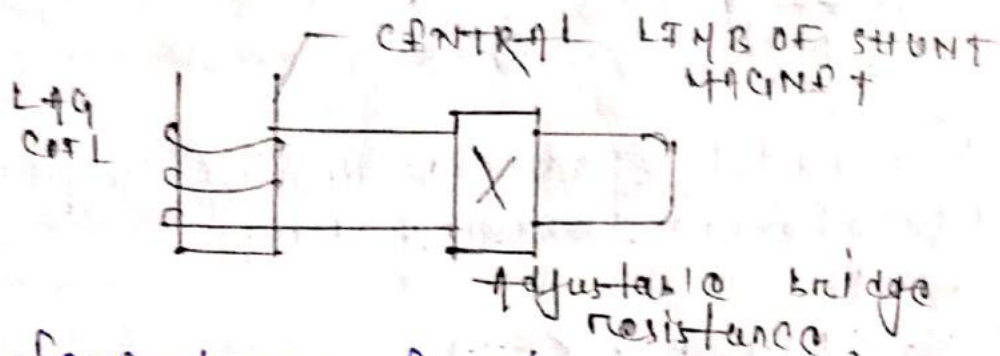 CENTRAL LIMB OF SHUNT
MAGNET
LAG
COIL
X
Adjustable bridge
resistance